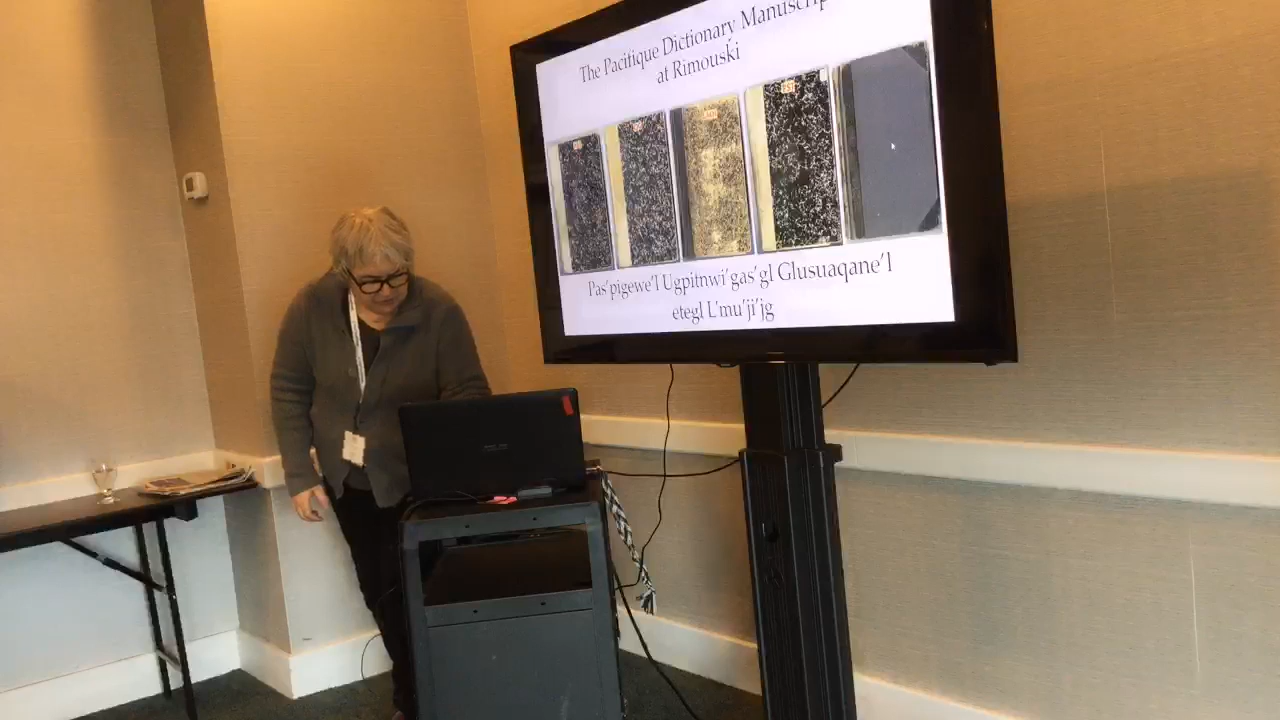 The Pacifique Dictionary Manuscrip
at Rimouski
Pas'pigewe'l Ugpitnwi'gas'gl Glusuaqane'l
etegl L'mu'ji'jg